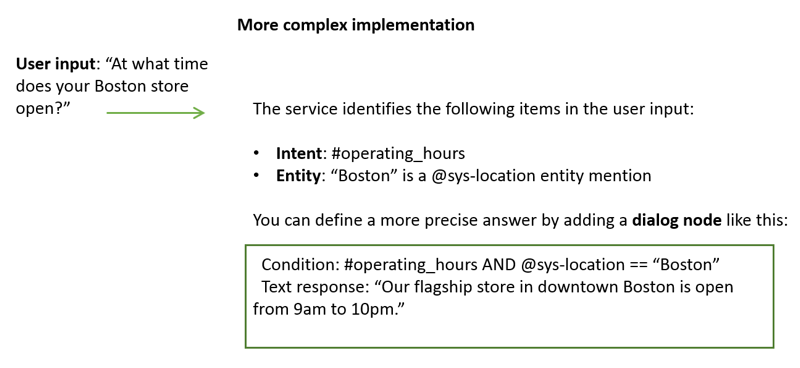 More complex implementation
User input: “At what time
does your Boston store
open?”
The service identifies the following items in the user input:
• Intent: #operating_hours
• Entity: “Boston” is a @sys-location entity mention
You can define a more precise answer by adding a dialog node like this:
Condition: #operating_hours AND @sys-location == “Boston”
Text response: “Our flagship store in downtown Boston is open
from 9am to 10pm.”